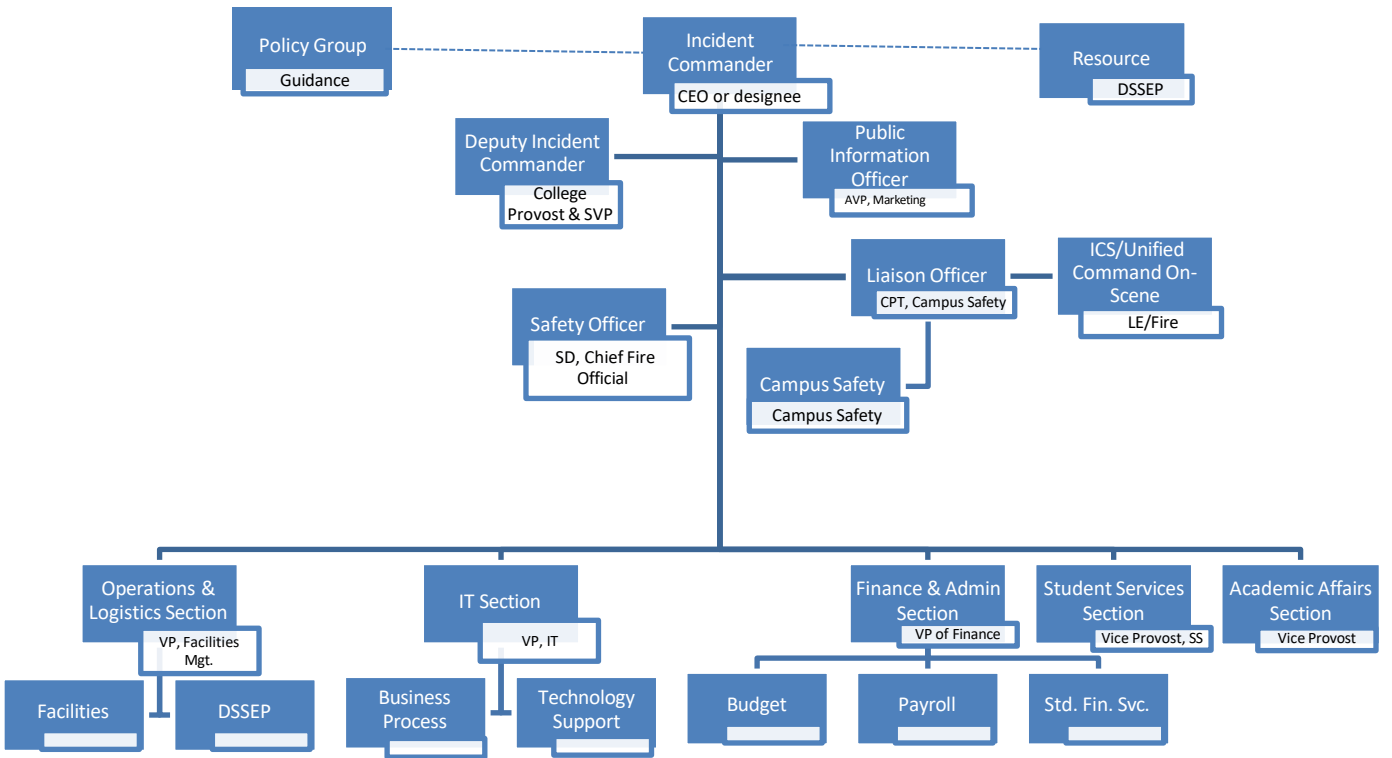 Policy Group
Guidance
Incident
Commander
CEO or designee
Resource
DSSEP
Deputy Incident
Commander
College
Provost & SVP
Public
Information
Officer
AVP, Marketing
Liaison Officer
CPT, Campus Safety
ICS/Unified
Command On-
Scene
LE/Fire
Safety Officer
SD, Chief Fire
Official
Campus Safety
Campus Safety
Operations &
Logistics Section
VP, Facilities
Mgt.
IT Section
VP, IT
Finance & Admin
Section
VP of Finance
Student Services
Section
Vice Provost, SS
Academic Affairs
Section
Vice Provost
Facilities
DSSEP
Business
Process
Technology
Support
Budget
Payroll
Std. Fin. Svc.